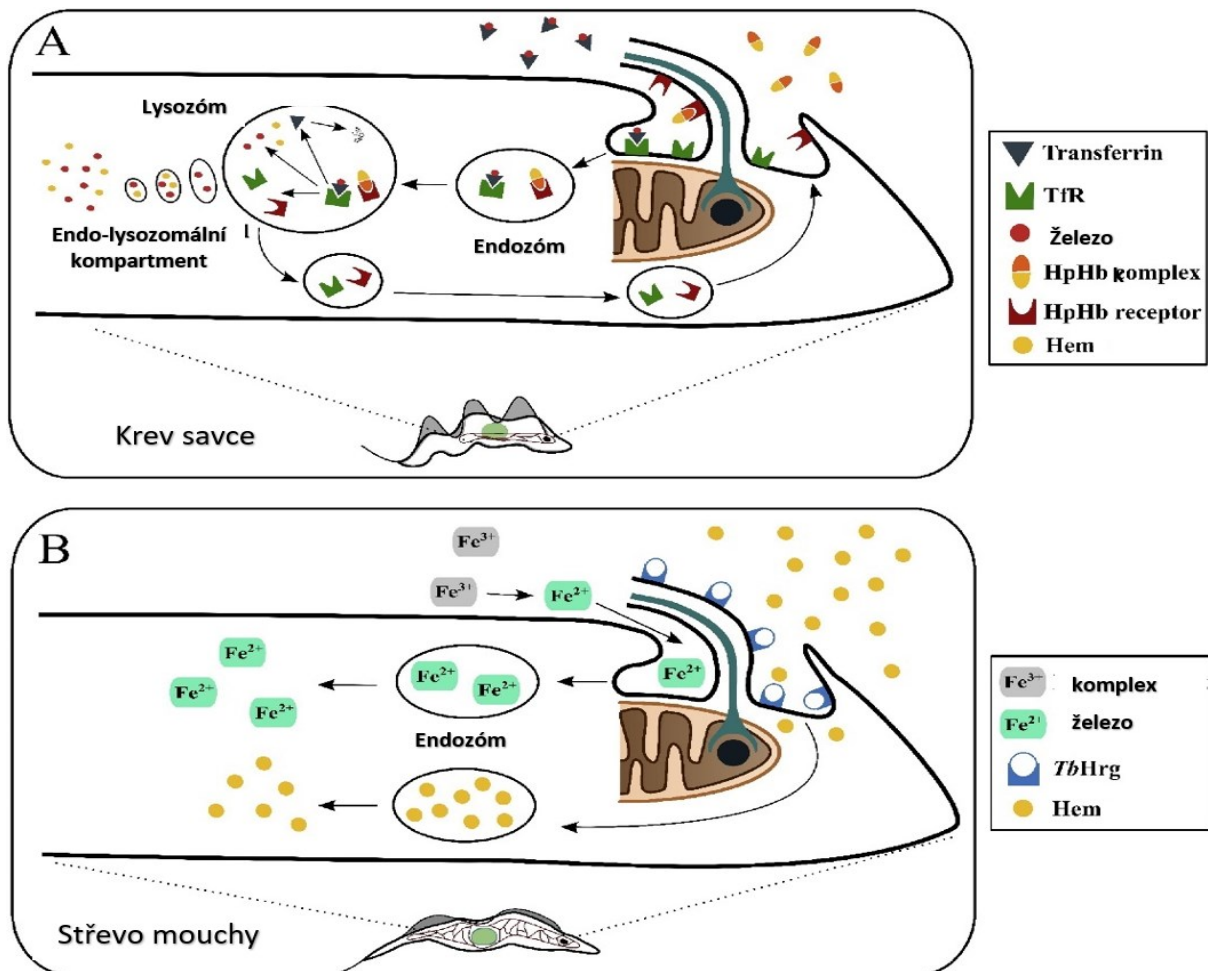 A
Lysozóm
Endo-lysozomální
kompartment
Endozóm
Krev savce
Transferrin
TfR
Železo
HpHb komplex
HpHb receptor
Hem
B
Fe³⁺
Fe³⁺
Fe²⁺
Fe²⁺
Fe²⁺
Fe²⁺
Fe²⁺
Fe²⁺
Fe²⁺
Endozóm
Střevo mouchy
Fe³⁺ komplex
Fe²⁺ železo
TbHrg
Hem